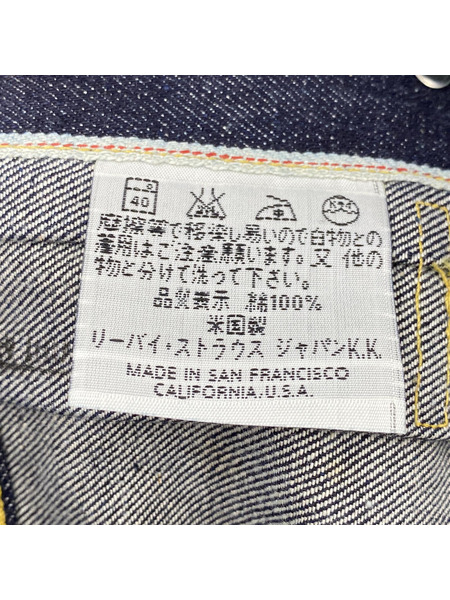 40
摩擦等で移染し易いので白物との
着用はご注意願います。又 他の
物と分けて洗って下さい。
品質表示 綿100%
米国製
リーバイ・ストラウス ジャパンK.K.
MADE IN SAN FRANCISCO
CALIFORNIA.U.S.A.